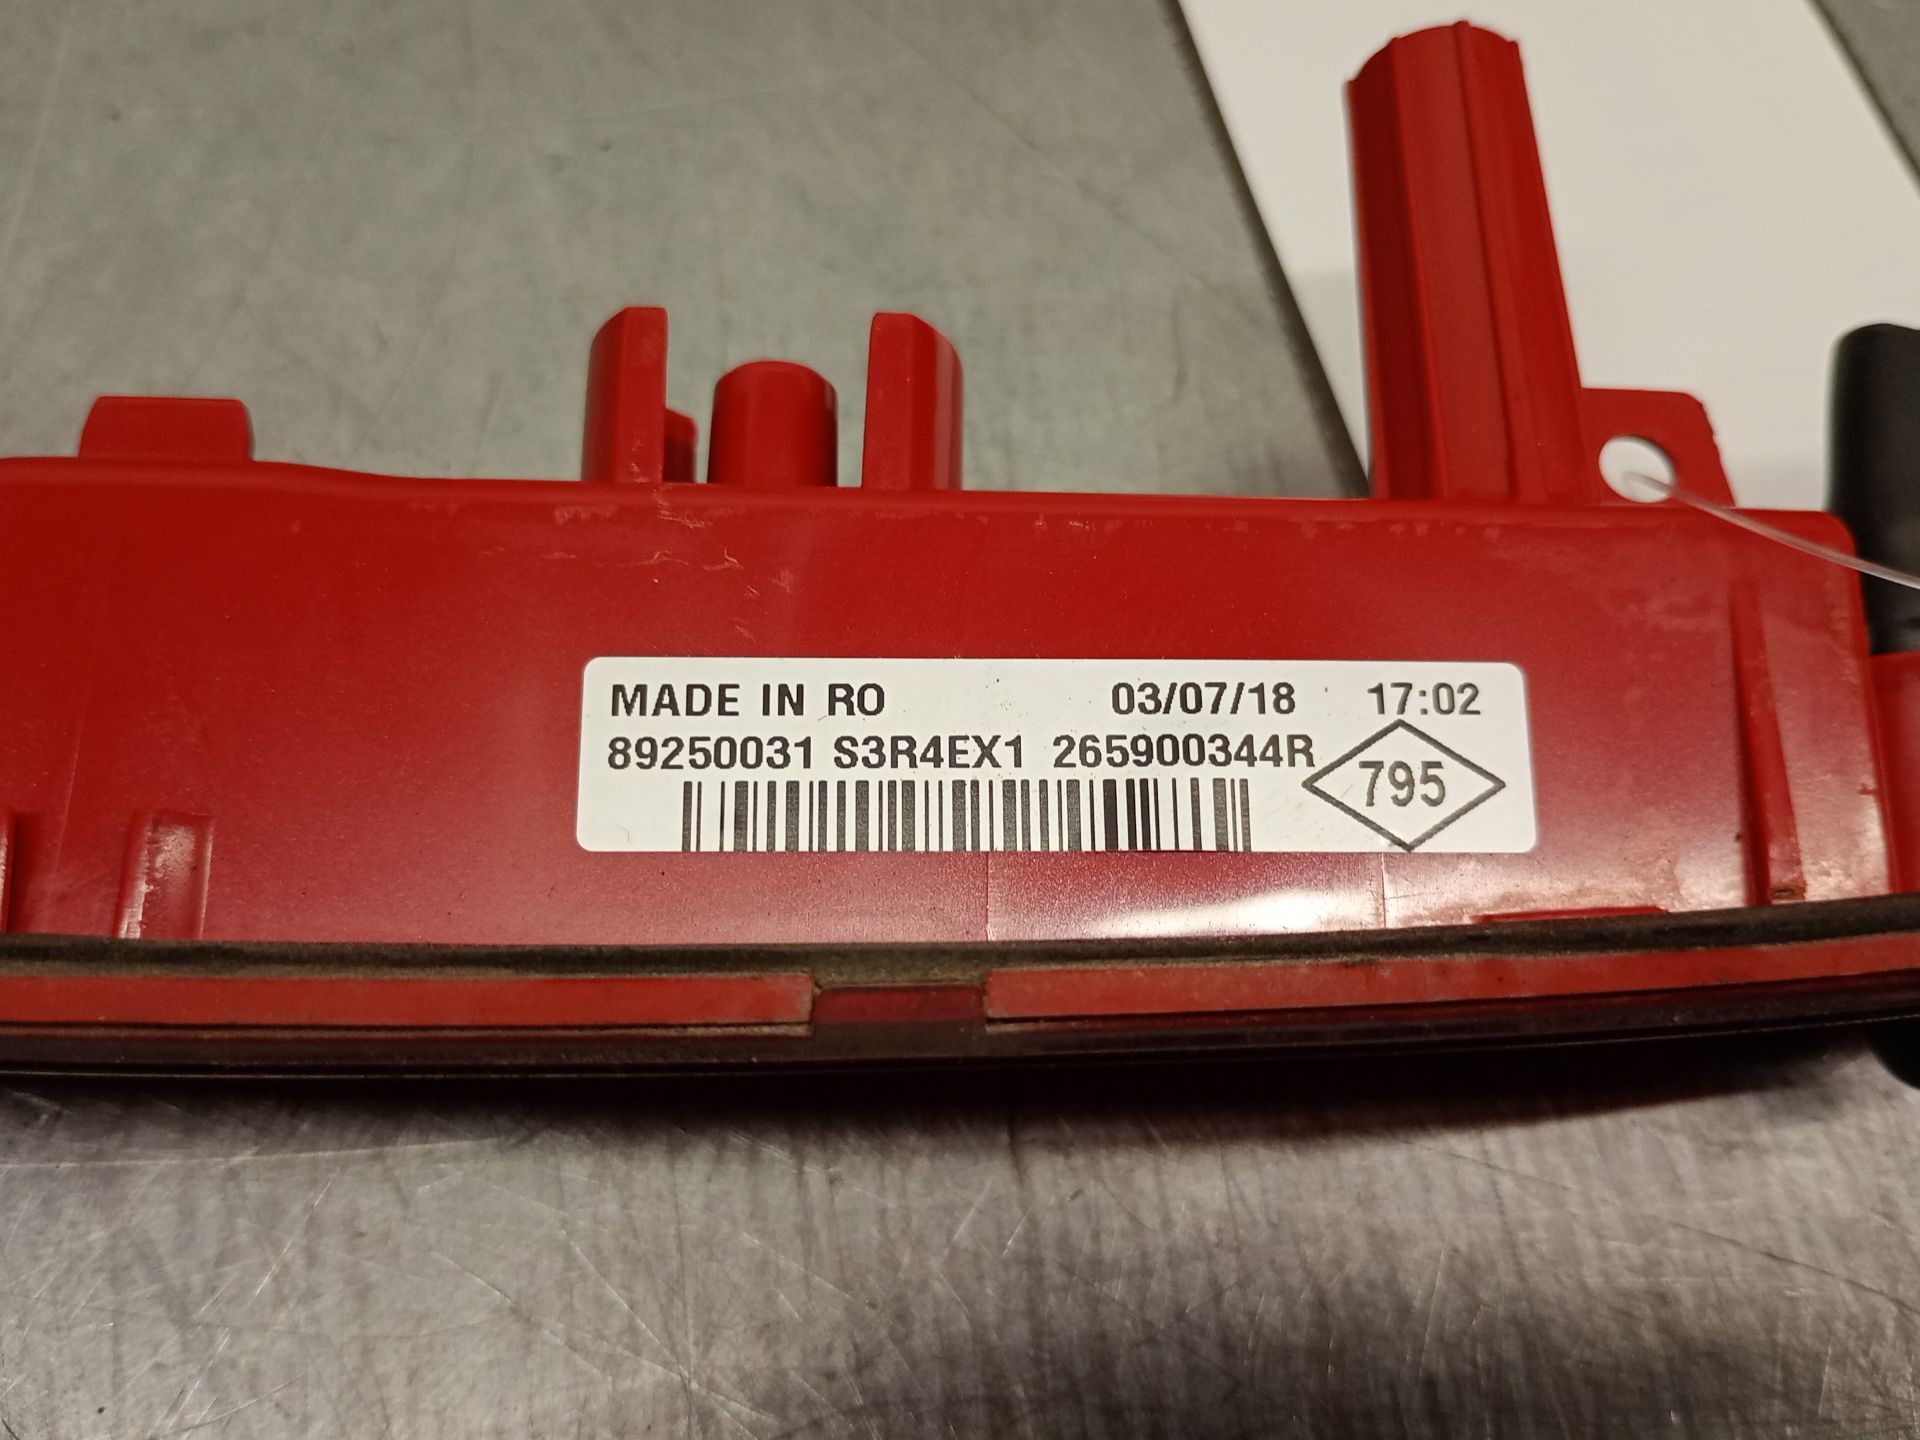 MADE IN RO 03/07/18 17:02
89250031 S3R4EX1 265900344R
795